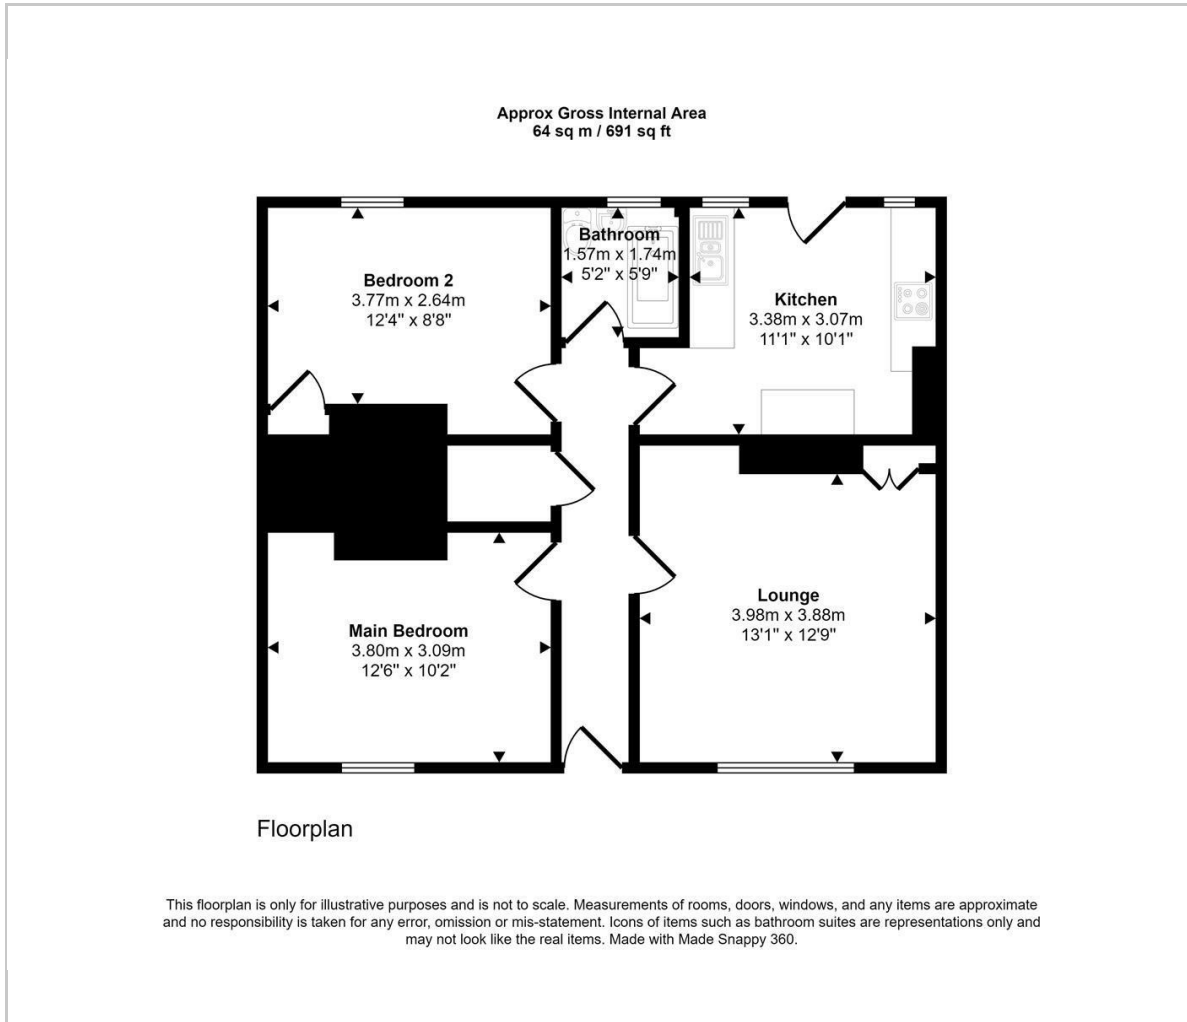 Approx Gross Internal Area
64 sq m / 691 sq ft
Bathroom
1.57m x 1.74m
5'2" x 5'9"
Bedroom 2
3.77m x 2.64m
12'4" x 8'8"
Kitchen
3.38m x 3.07m
11'1" x 10'1"
Lounge
3.98m x 3.88m
13'1" x 12'9"
Main Bedroom
3.80m x 3.09m
12'6" x 10'2"
Floorplan
This floorplan is only for illustrative purposes and is not to scale. Measurements of rooms, doors, windows, and any items are approximate
and no responsibility is taken for any error, omission or mis-statement. Icons of items such as bathroom suites are representations only and
may not look like the real items. Made with Made Snappy 360.